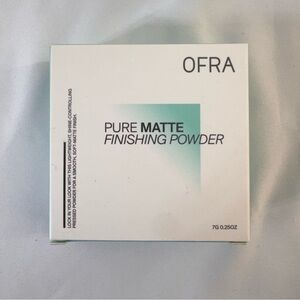 OFRA
PURE MATTE
FINISHING POWDER
LOCK IN YOUR LOOK WITH THIS LIGHTWEIGHT, SHINE-CONTROLLING
PRESSED POWDER FOR A SMOOTH, SOFT-MATTE FINISH.
7G 0.25OZ